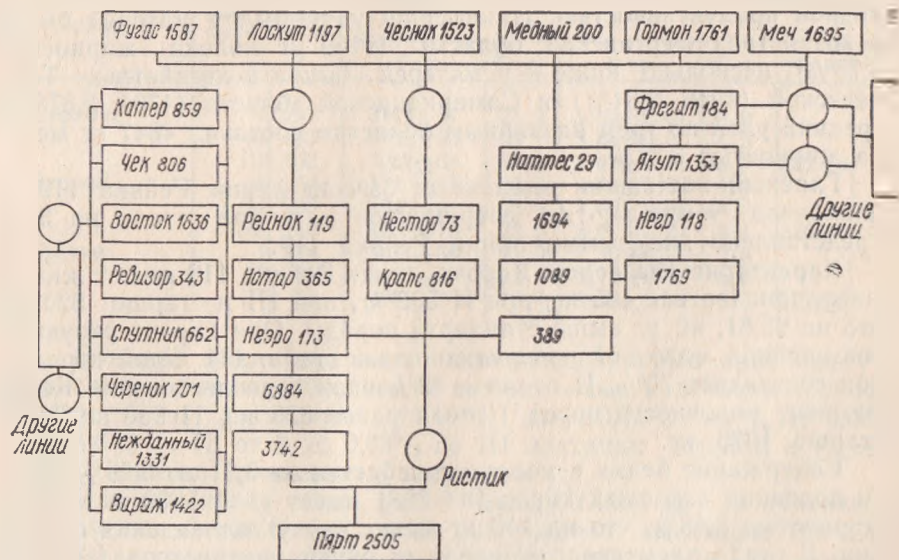 Фугас 1587 Лоскут 1197 Чеснок 1523 Медный 200 Гормон 1761 Меч 1695
Катер 859 Фрегат 184
Чек 806 Наттес 29 Якут 1353
Восток 1636 Рейнок 119 Нестор 73 1694 Негр 118
Другие
линии
Ревизор 343 Нотар 365 Крапс 816 1089 1769
Спутник 662 Неэро 173 389
Черенок 701 6884
Другие
линии
Нежданный
1331 3742
Ристик
Вираж 1422
Пярт 2505